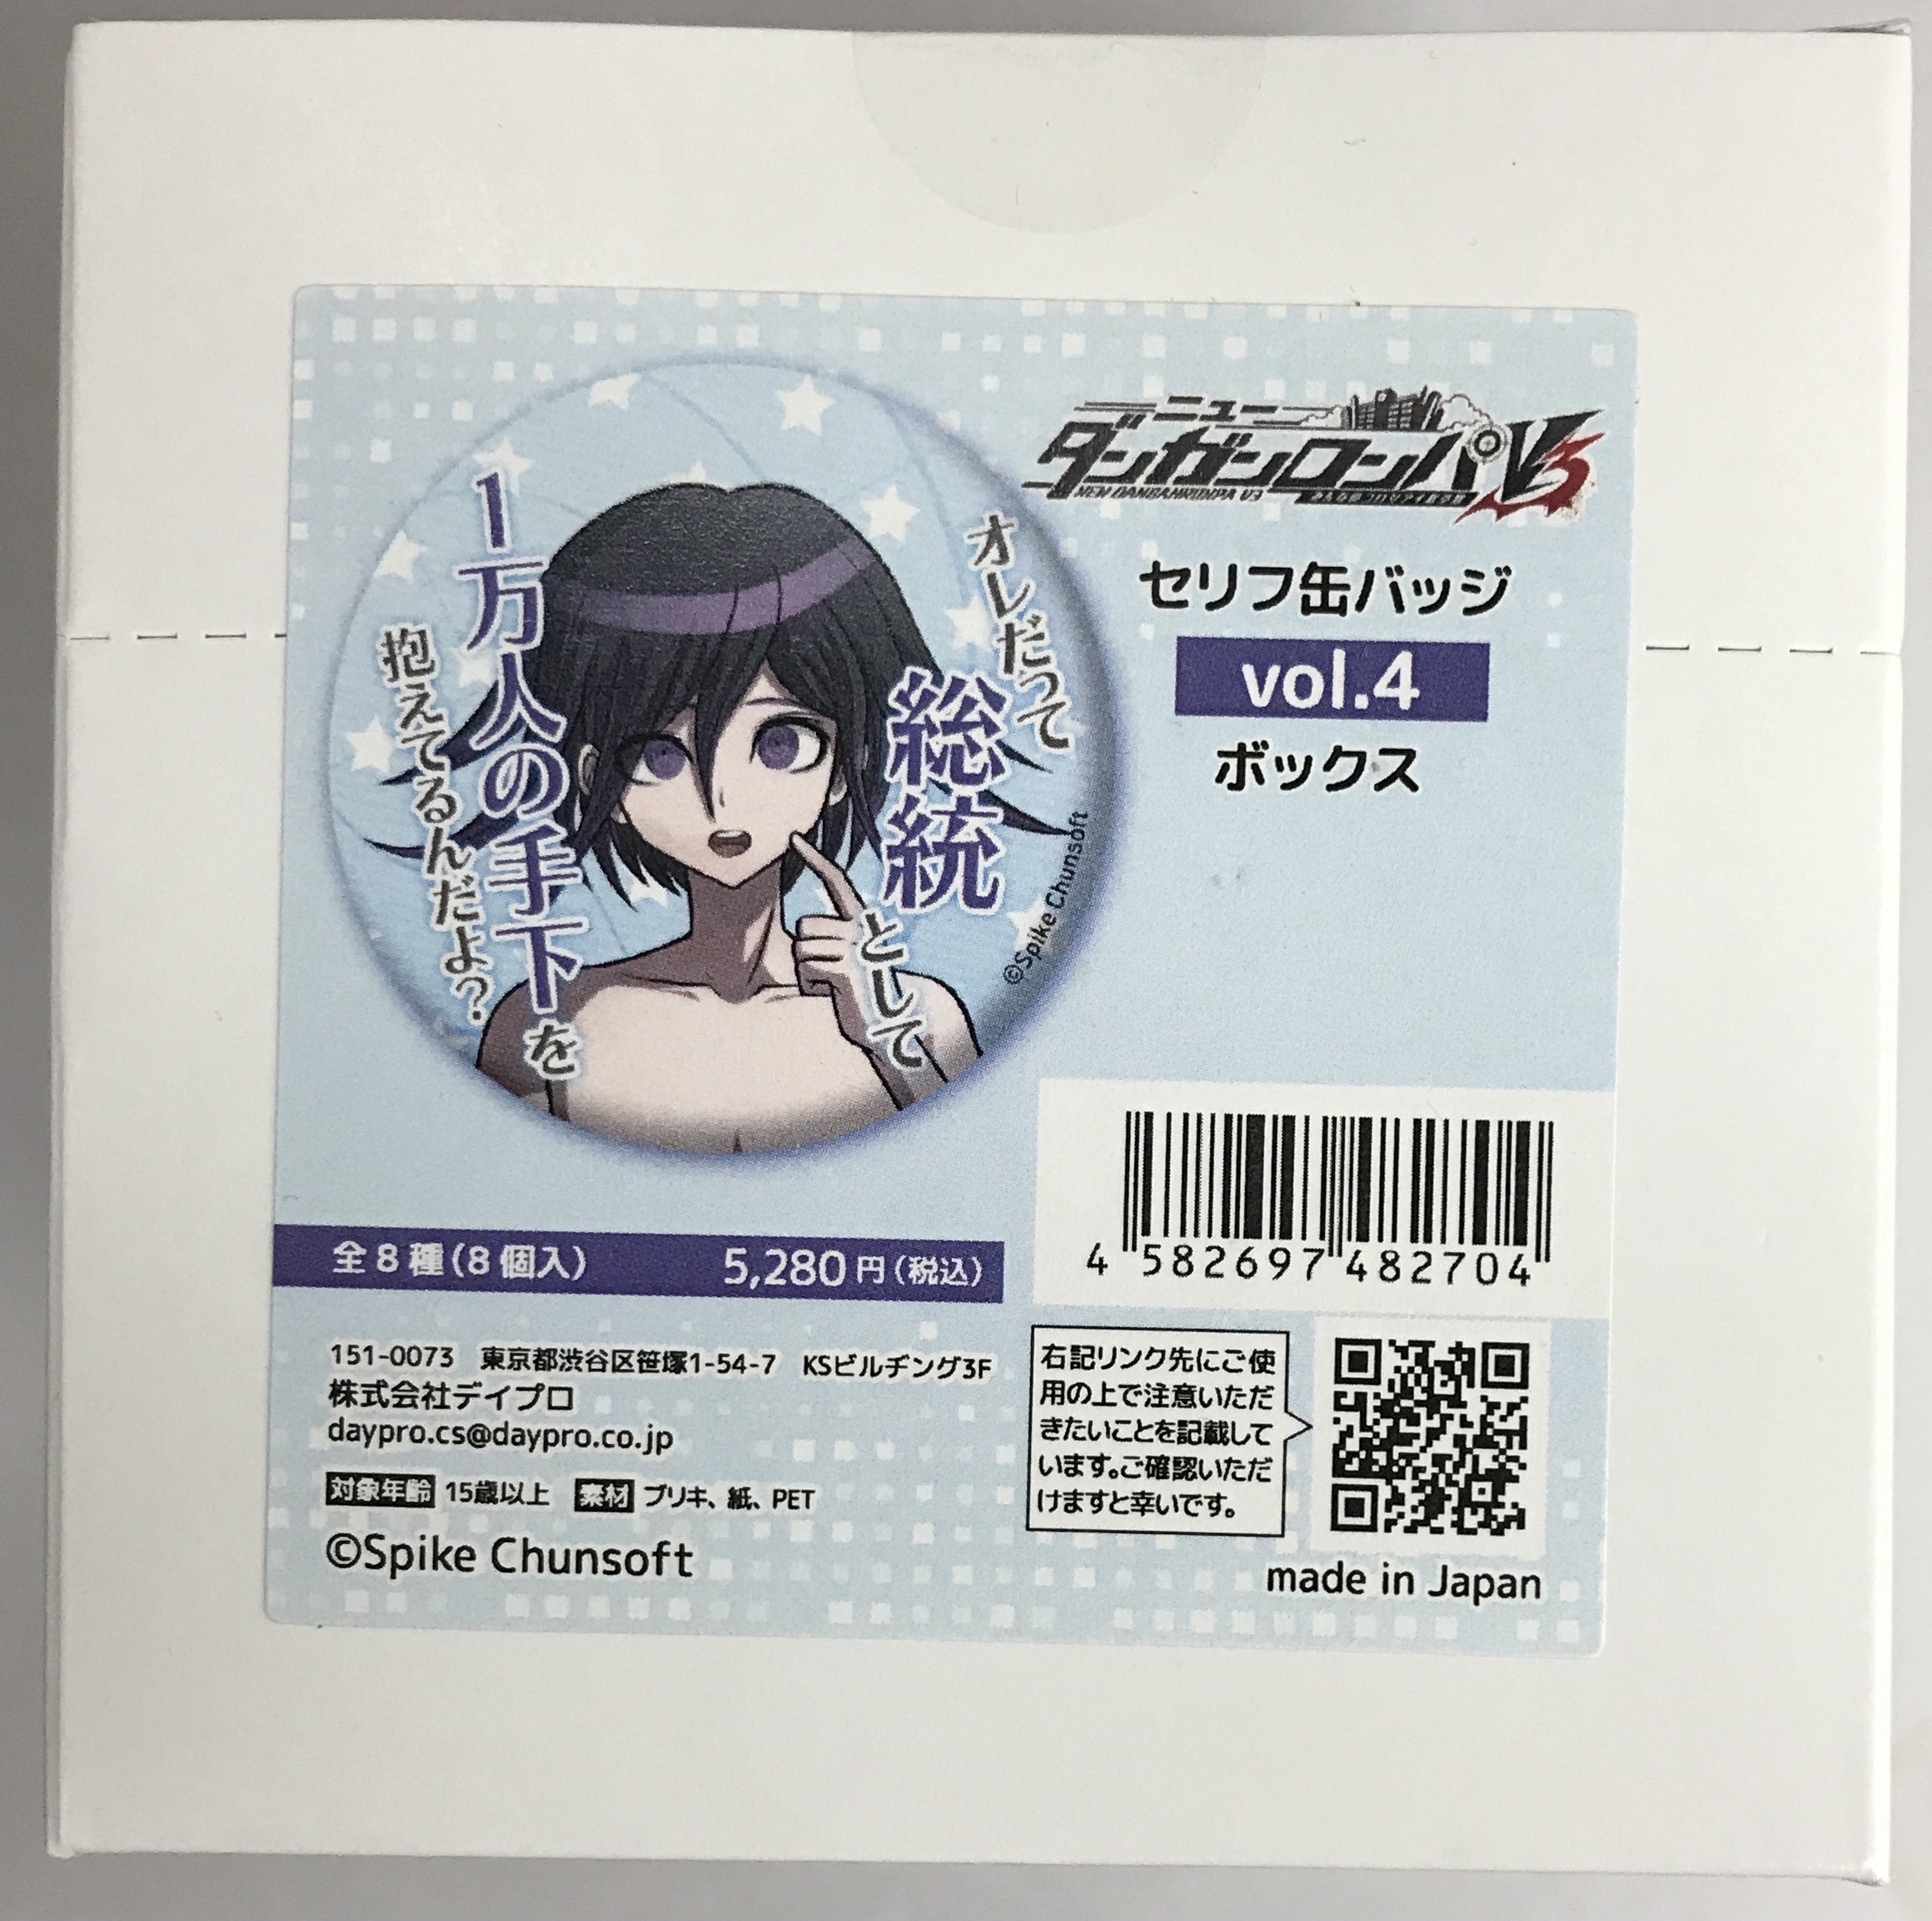 ニュー
ダンガンロンパV3
NEW DANGANRONPA V3
セリフ缶バッジ
vol.4
ボックス
オレだって
総統
として
1万人の手下を
抱えてるんだよ?
©Spike Chunsoft
全8種(8個入) 5,280円(税込)
4 582697 482704
151-0073 東京都渋谷区笹塚1-54-7 KSビルヂング3F
株式会社デイプロ
daypro.cs@daypro.co.jp
対象年齢 15歳以上 素材 ブリキ、紙、PET
©Spike Chunsoft
右記リンク先にご使
用の上で注意いただ
きたいことを記載して
います。ご確認いただ
けますと幸いです。
made in Japan